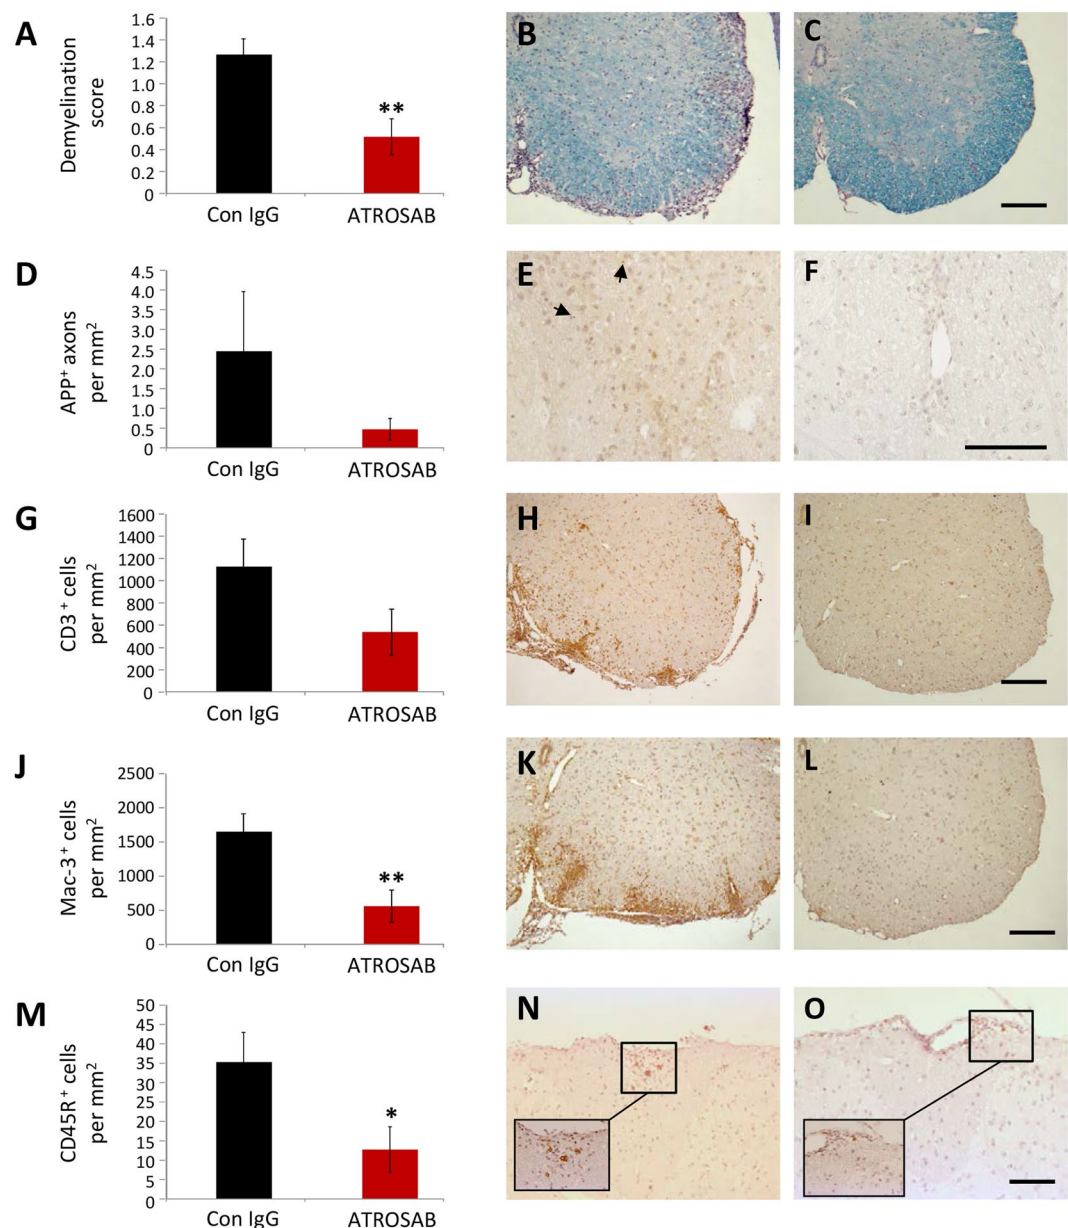 A
Demyelination
score
1.6
1.4
1.2
1.0
0.8
0.6
0.4
0.2
0
**
Con IgG
ATROSAB
B
C
D
APP⁺ axons
per mm²
4.5
4.0
3.5
3.0
2.5
2.0
1.5
1.0
0.5
0
Con IgG
ATROSAB
E
F
G
CD3⁺ cells
per mm²
1600
1400
1200
1000
800
600
400
200
0
Con IgG
ATROSAB
H
I
J
Mac-3⁺ cells
per mm²
2500
2000
1500
1000
500
0
**
Con IgG
ATROSAB
K
L
M
CD45R⁺ cells
per mm²
50
45
40
35
30
25
20
15
10
5
0
*
Con IgG
ATROSAB
N
O